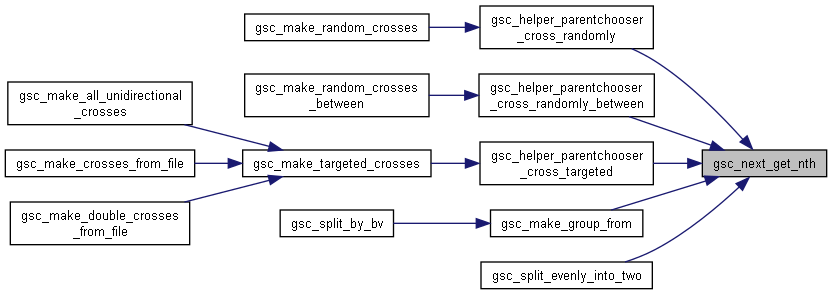 gsc_make_random_crosses
gsc_helper_parentchooser
_cross_randomly
gsc_make_all_unidirectional
_crosses
gsc_make_random_crosses
_between
gsc_helper_parentchooser
_cross_randomly_between
gsc_make_crosses_from_file
gsc_make_targeted_crosses
gsc_helper_parentchooser
_cross_targeted
gsc_next_get_nth
gsc_make_double_crosses
_from_file
gsc_split_by_bv
gsc_make_group_from
gsc_split_evenly_into_two